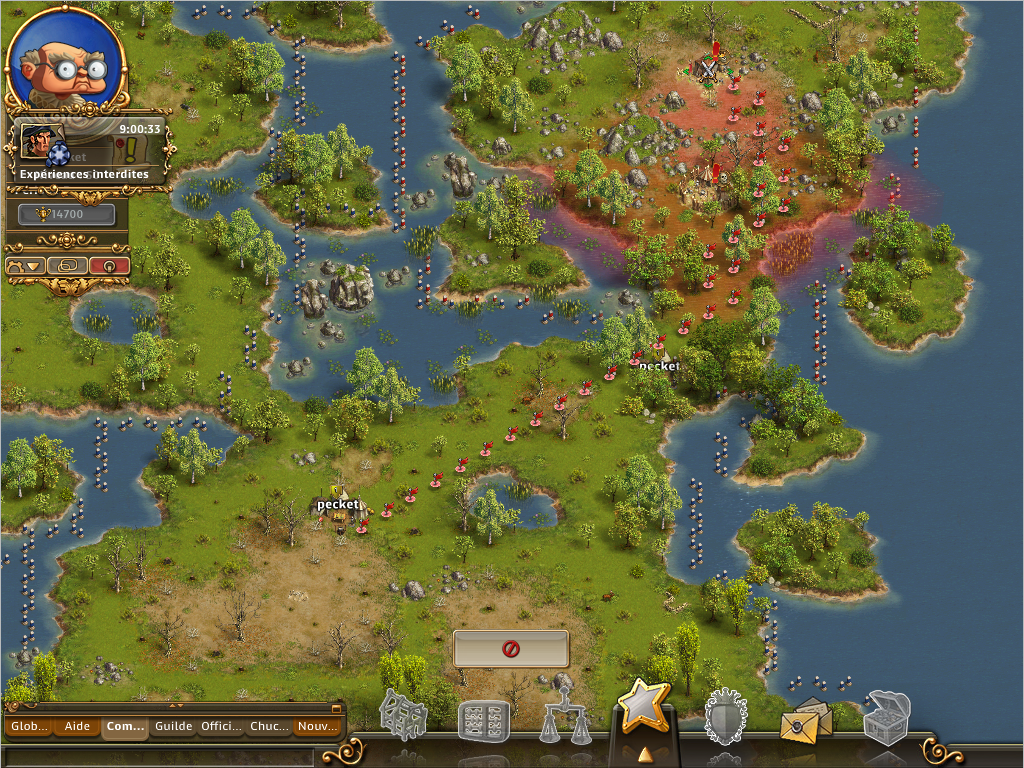 9:00:33
Expériences interdites
14700
pecket
pecket
Glob... Aide Com... Guilde Offici... Chuc... Nouv...